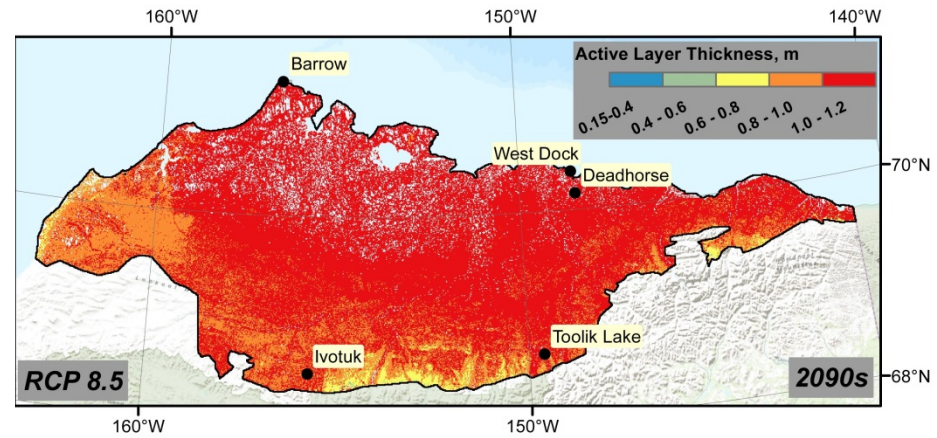 160°W
150°W
140°W
Active Layer Thickness, m
0.15-0.4
0.4 - 0.6
0.6 - 0.8
0.8 - 1.0
1.0 - 1.2
Barrow
West Dock
Deadhorse
70°N
Toolik Lake
Ivotuk
RCP 8.5
2090s
68°N
160°W
150°W